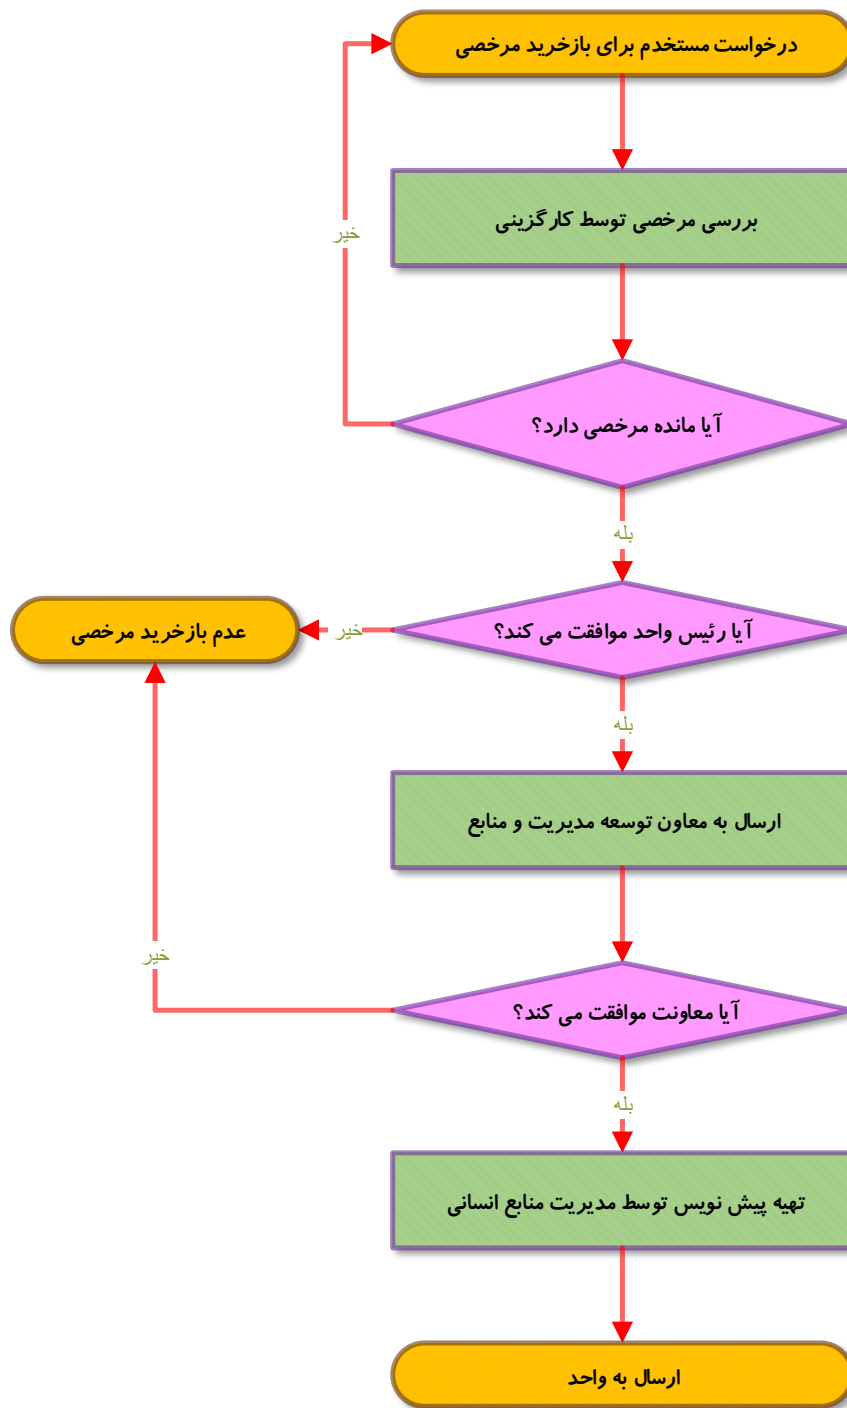 درخواست مستخدم برای بازخرید مرخصی
بررسی مرخصی توسط کارگزینی
خیر
آیا مانده مرخصی دارد؟
بله
آیا رئیس واحد موافقت می کند؟
خیر
عدم بازخرید مرخصی
بله
ارسال به معاون توسعه مدیریت و منابع
خیر
آیا معاونت موافقت می کند؟
بله
تهیه پیش نویس توسط مدیریت منابع انسانی
ارسال به واحد